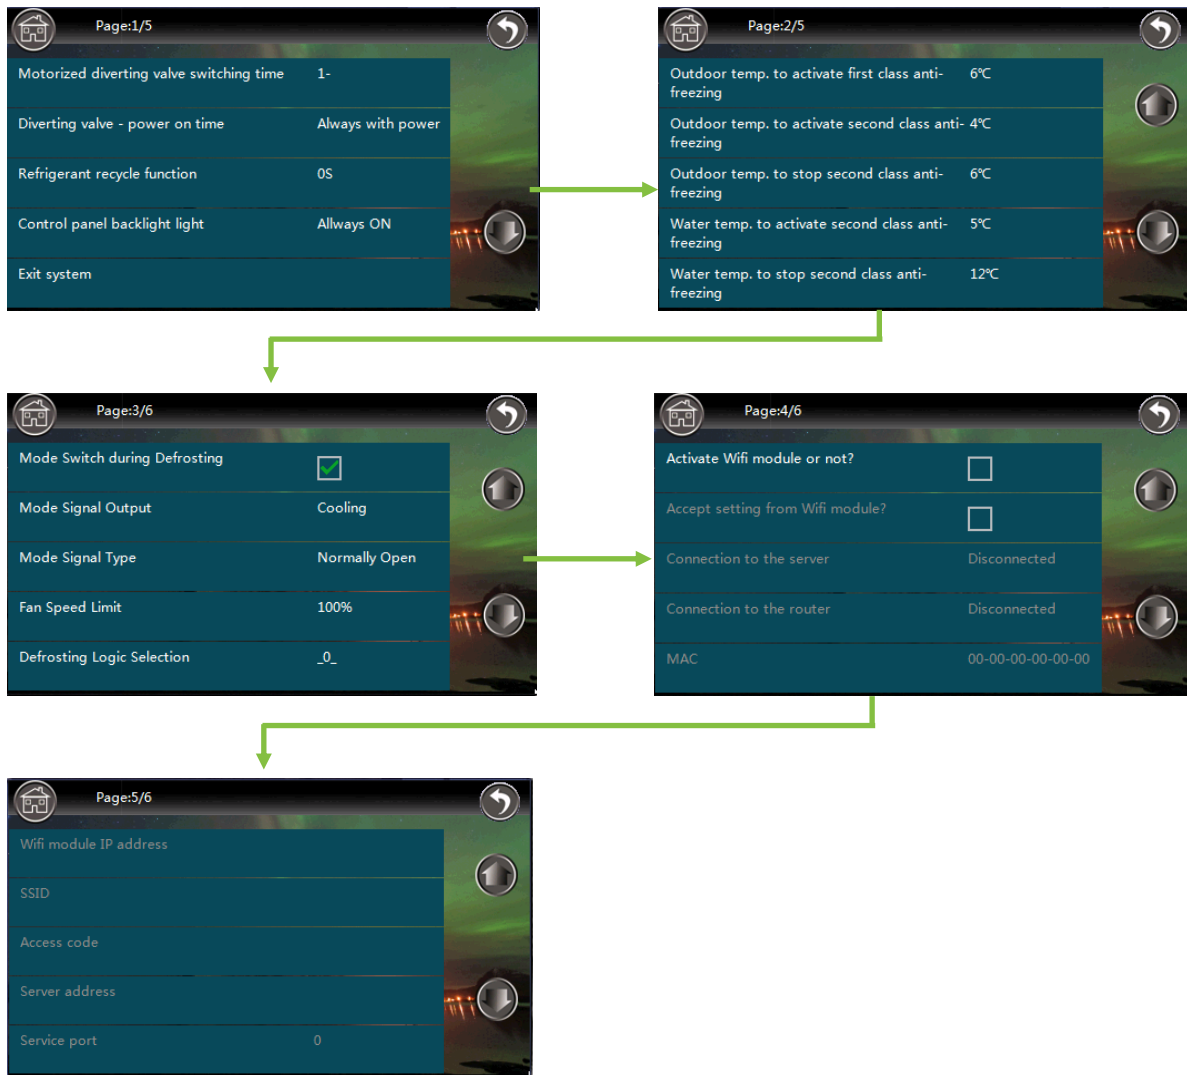 Page:1/5
Motorized diverting valve switching time 1-
Diverting valve - power on time Always with power
Refrigerant recycle function 0S
Control panel backlight light Allways ON
Exit system
Page:2/5
Outdoor temp. to activate first class anti- 6℃
freezing
Outdoor temp. to activate second class anti- 4℃
freezing
Outdoor temp. to stop second class anti- 6℃
freezing
Water temp. to activate second class anti- 5℃
freezing
Water temp. to stop second class anti- 12℃
freezing
Page:3/6
Mode Switch during Defrosting
Mode Signal Output Cooling
Mode Signal Type Normally Open
Fan Speed Limit 100%
Defrosting Logic Selection _0_
Page:4/6
Activate Wifi module or not?
Accept setting from Wifi module?
Connection to the server Disconnected
Connection to the router Disconnected
MAC 00-00-00-00-00-00
Page:5/6
Wifi module IP address
SSID
Access code
Server address
Service port 0